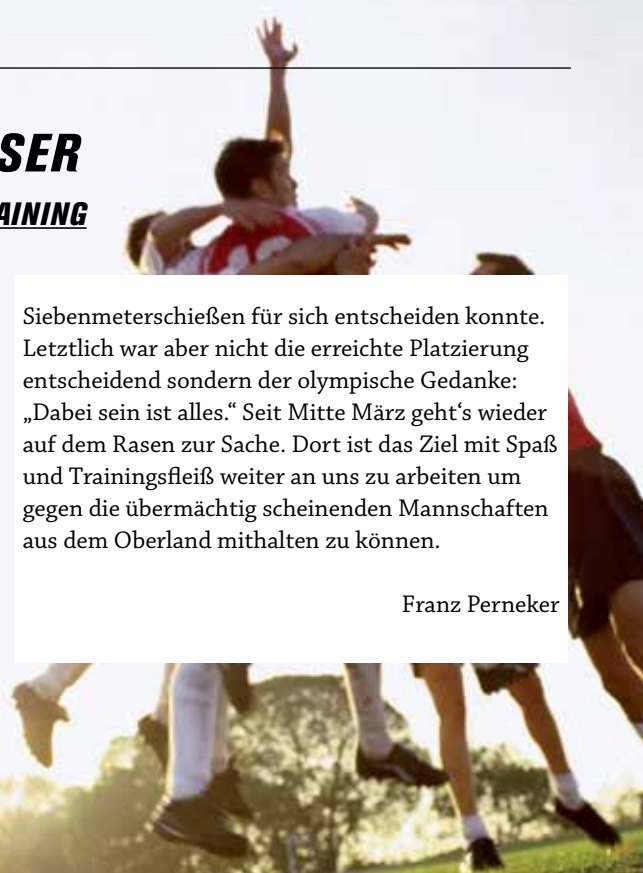 SER
AINING
Siebenmeterschießen für sich entscheiden konnte.
Letztlich war aber nicht die erreichte Platzierung
entscheidend sondern der olympische Gedanke:
„Dabei sein ist alles.“ Seit Mitte März geht‘s wieder
auf dem Rasen zur Sache. Dort ist das Ziel mit Spaß
und Trainingsfleiß weiter an uns zu arbeiten um
gegen die übermächtig scheinenden Mannschaften
aus dem Oberland mithalten zu können.
Franz Perneker